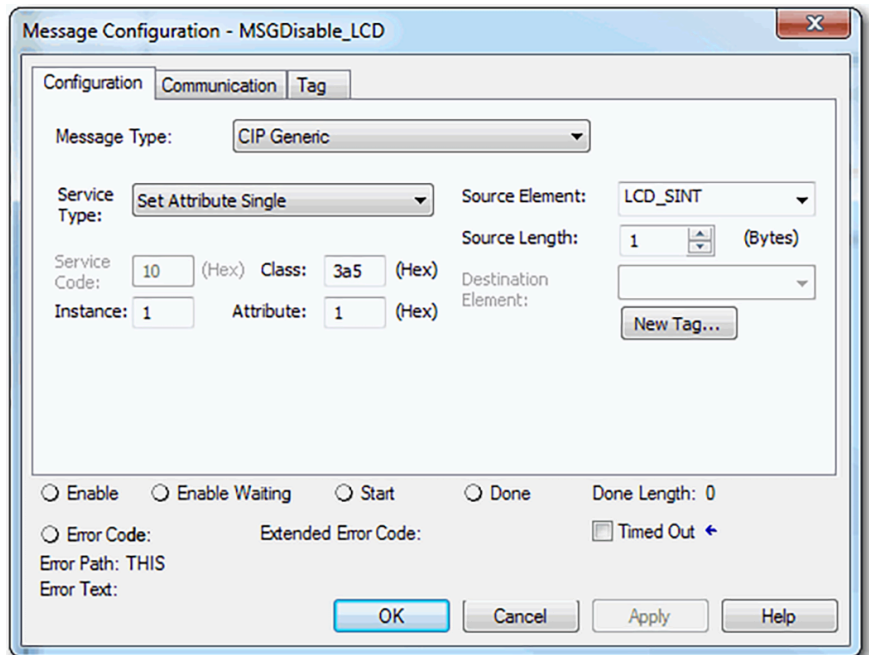 Message Configuration - MSGDisable_LCD
X
Configuration Communication Tag
Message Type: CIP Generic
Service Type: Set Attribute Single
Source Element: LCD_SINT
Source Length: 1 (Bytes)
Service Code: 10 (Hex) Class: 3a5 (Hex)
Destination Element:
Instance: 1 Attribute: 1 (Hex)
New Tag...
Enable Enable Waiting Start Done Done Length: 0
Error Code: Extended Error Code: Timed Out
Error Path: THIS
Error Text:
OK Cancel Apply Help